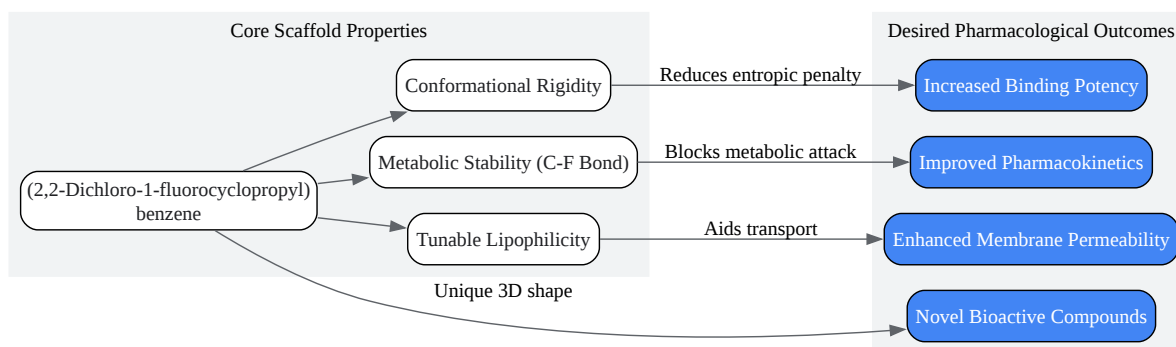 Core Scaffold Properties
Desired Pharmacological Outcomes
Conformational Rigidity
Reduces entropic penalty
Increased Binding Potency
Metabolic Stability (C-F Bond)
Blocks metabolic attack
Improved Pharmacokinetics
(2,2-Dichloro-1-fluorocyclopropyl)
benzene
Tunable Lipophilicity
Aids transport
Enhanced Membrane Permeability
Unique 3D shape
Novel Bioactive Compounds